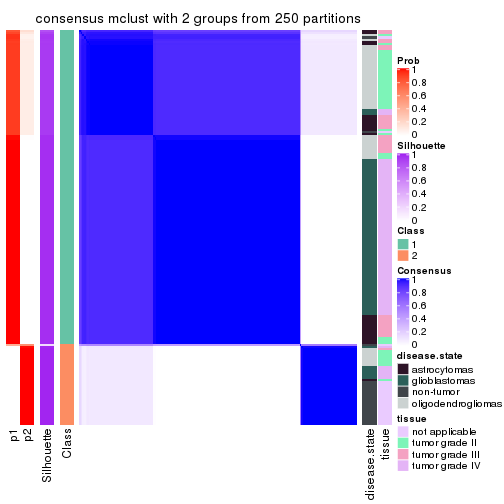 consensus mclust with 2 groups from 250 partitions
p1
p2
Silhouette
Class
disease.state
tissue
Prob
1
0.8
0.6
0.4
0.2
0
Silhouette
1
0.8
0.6
0.4
0.2
0
Class
1
2
Consensus
1
0.8
0.6
0.4
0.2
0
disease.state
astrocytomas
glioblastomas
non-tumor
oligodendrogliomas
tissue
not applicable
tumor grade II
tumor grade III
tumor grade IV